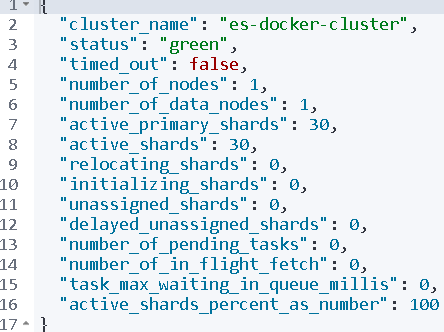 1 {
2 "cluster_name": "es-docker-cluster",
3 "status": "green",
4 "timed_out": false,
5 "number_of_nodes": 1,
6 "number_of_data_nodes": 1,
7 "active_primary_shards": 30,
8 "active_shards": 30,
9 "relocating_shards": 0,
10 "initializing_shards": 0,
11 "unassigned_shards": 0,
12 "delayed_unassigned_shards": 0,
13 "number_of_pending_tasks": 0,
14 "number_of_in_flight_fetch": 0,
15 "task_max_waiting_in_queue_millis": 0,
16 "active_shards_percent_as_number": 100
17 }